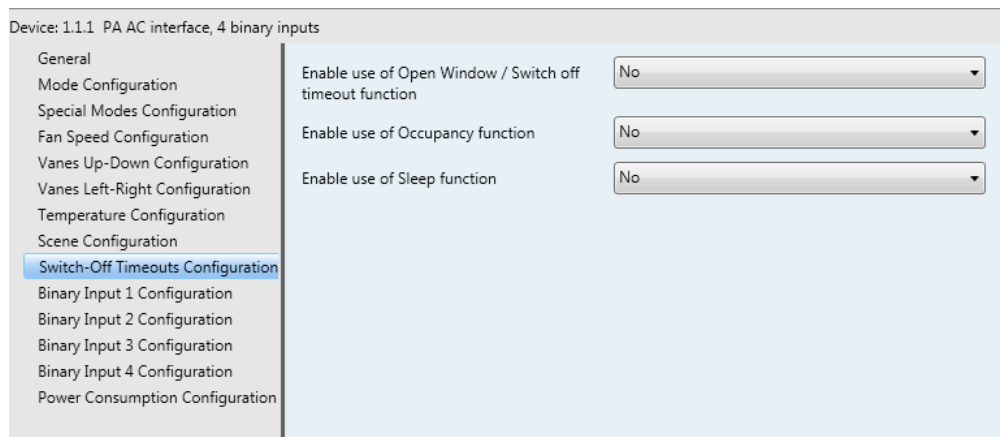 Device: 1.1.1 PA AC interface, 4 binary inputs
General
Mode Configuration
Special Modes Configuration
Fan Speed Configuration
Vanes Up-Down Configuration
Vanes Left-Right Configuration
Temperature Configuration
Scene Configuration
Switch-Off Timeouts Configuration
Binary Input 1 Configuration
Binary Input 2 Configuration
Binary Input 3 Configuration
Binary Input 4 Configuration
Power Consumption Configuration
Enable use of Open Window / Switch off
timeout function
No
Enable use of Occupancy function
No
Enable use of Sleep function
No